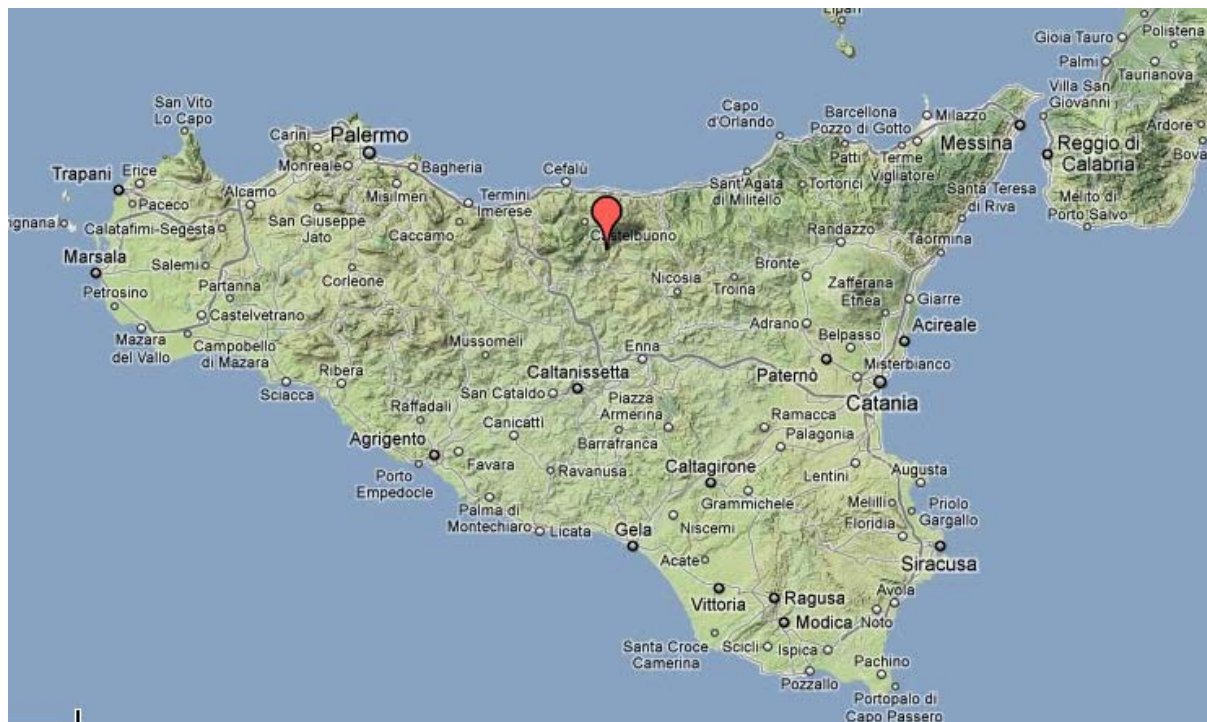 Lipari
Gioia Tauro
Polistena
Palmi
Taurianova
Villa San
Giovanni
San Vito
Lo Capo
Capo
d'Orlando
Barcellona
Pozzo di Gotto
Milazzo
Carini
Palermo
Messina
Ardore
Reggio di
Calabria
Bova
Monreale
Bagheria
Patti
Terme
Vigliatore
Trapani
Erice
Cefalù
Paceco
Alcamo
Misilmeri
Termini
Imerese
Sant'Agata
di Militello
Tortorici
Santa Teresa
di Riva
Melito di
Porto Salvo
ignana
Calatafimi-Segesta
San Giuseppe
Jato
Caccamo
Castelbuono
Randazzo
Taormina
Marsala
Salemi
Corleone
Nicosia
Bronte
Troina
Zafferana
Etnea
Petrosino
Partanna
Giarre
Castelvetrano
Adrano
Acireale
Mazara
del Vallo
Campobello
di Mazara
Mussomeli
Enna
Belpasso
Misterbianco
Paternò
Ribera
Caltanissetta
Sciacca
San Cataldo
Piazza
Armerina
Catania
Raffadali
Canicattì
Ramacca
Agrigento
Barrafranca
Palagonia
Favara
Ravanusa
Caltagirone
Lentini
Augusta
Porto
Empedocle
Grammichele
Melilli
Priolo
Gargallo
Palma di
Montechiaro
Licata
Gela
Niscemi
Floridia
Acate
Siracusa
Vittoria
Ragusa
Avola
Modica
Noto
Santa Croce
Camerina
Scicli
Ispica
Pachino
Pozzallo
Portopalo di
Capo Passero